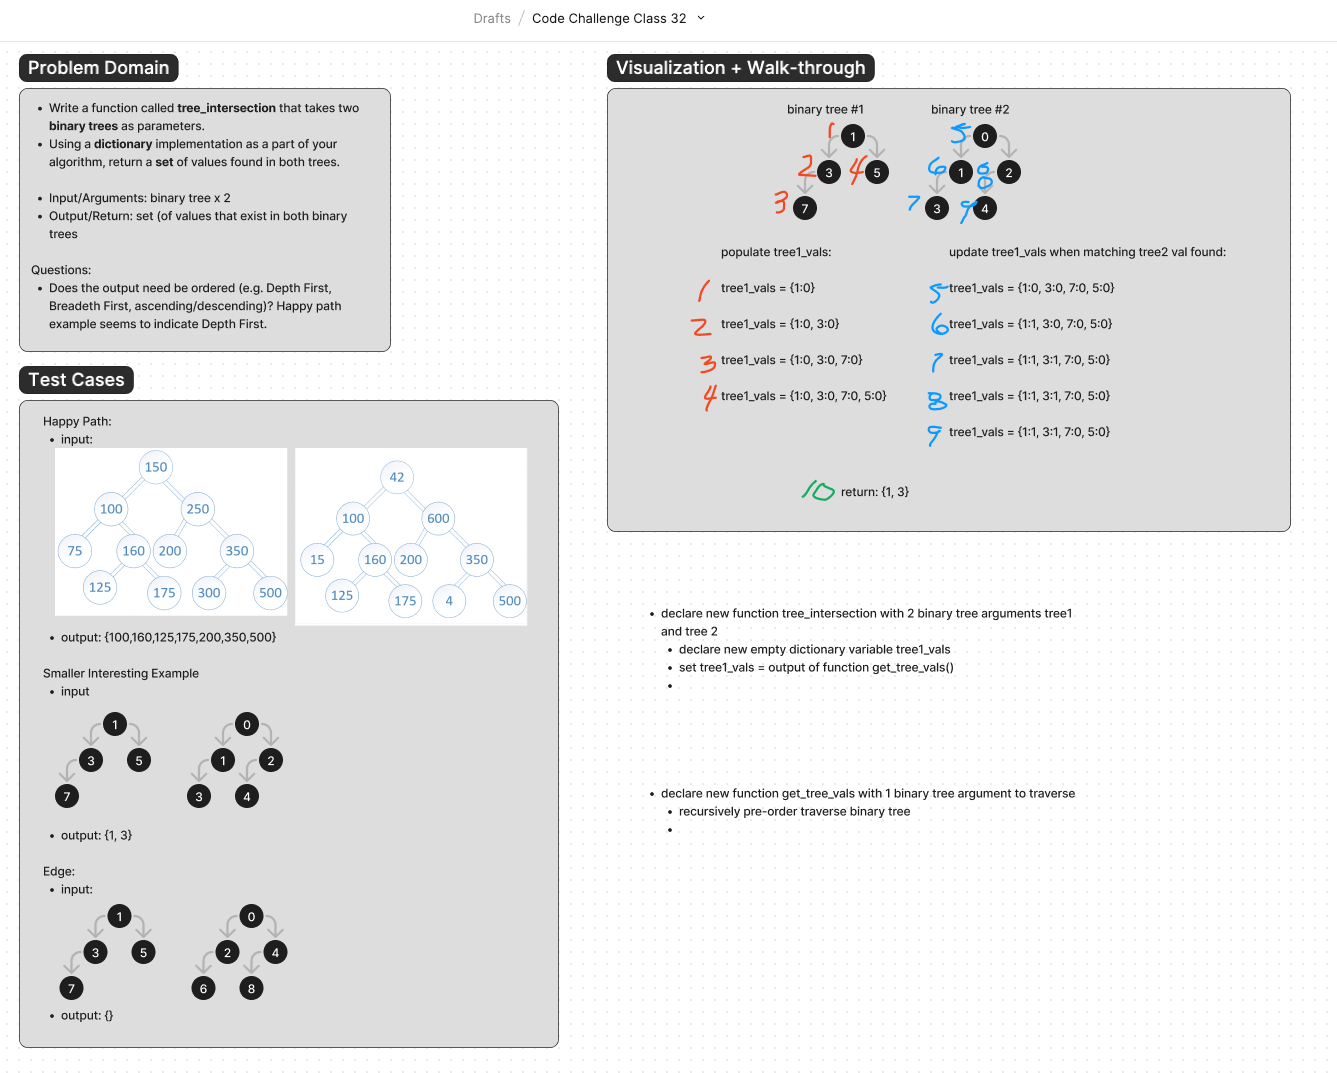 Drafts / Code Challenge Class 32
Problem Domain
• Write a function called tree_intersection that takes two
binary trees as parameters.
• Using a dictionary implementation as a part of your
algorithm, return a set of values found in both trees.
• Input/Arguments: binary tree x 2
• Output/Return: set (of values that exist in both binary
trees
Questions:
• Does the output need be ordered (e.g. Depth First,
Breadeth First, ascending/descending)? Happy path
example seems to indicate Depth First.
Test Cases
Happy Path:
• input:
150
100 250
75 160 200 350
125 175 300 500
42
100 600
15 160 200 350
125 175 4 500
• output: {100,160,125,175,200,350,500}
Smaller Interesting Example
• input
1
3 5
7
0
1 2
3 4
• output: {1, 3}
Edge:
• input:
1
3 5
7
0
2 4
6 8
• output: {}
Visualization + Walk-through
binary tree #1
1 1
2 3 4 5
3 7
binary tree #2
5 0
6 1 8 2
7 3 9 4
populate tree1_vals:
1 tree1_vals = {1:0}
2 tree1_vals = {1:0, 3:0}
3 tree1_vals = {1:0, 3:0, 7:0}
4 tree1_vals = {1:0, 3:0, 7:0, 5:0}
update tree1_vals when matching tree2 val found:
5 tree1_vals = {1:0, 3:0, 7:0, 5:0}
6 tree1_vals = {1:1, 3:0, 7:0, 5:0}
7 tree1_vals = {1:1, 3:1, 7:0, 5:0}
8 tree1_vals = {1:1, 3:1, 7:0, 5:0}
9 tree1_vals = {1:1, 3:1, 7:0, 5:0}
10 return: {1, 3}
• declare new function tree_intersection with 2 binary tree arguments tree1
and tree 2
• declare new empty dictionary variable tree1_vals
• set tree1_vals = output of function get_tree_vals()
•
• declare new function get_tree_vals with 1 binary tree argument to traverse
• recursively pre-order traverse binary tree
•